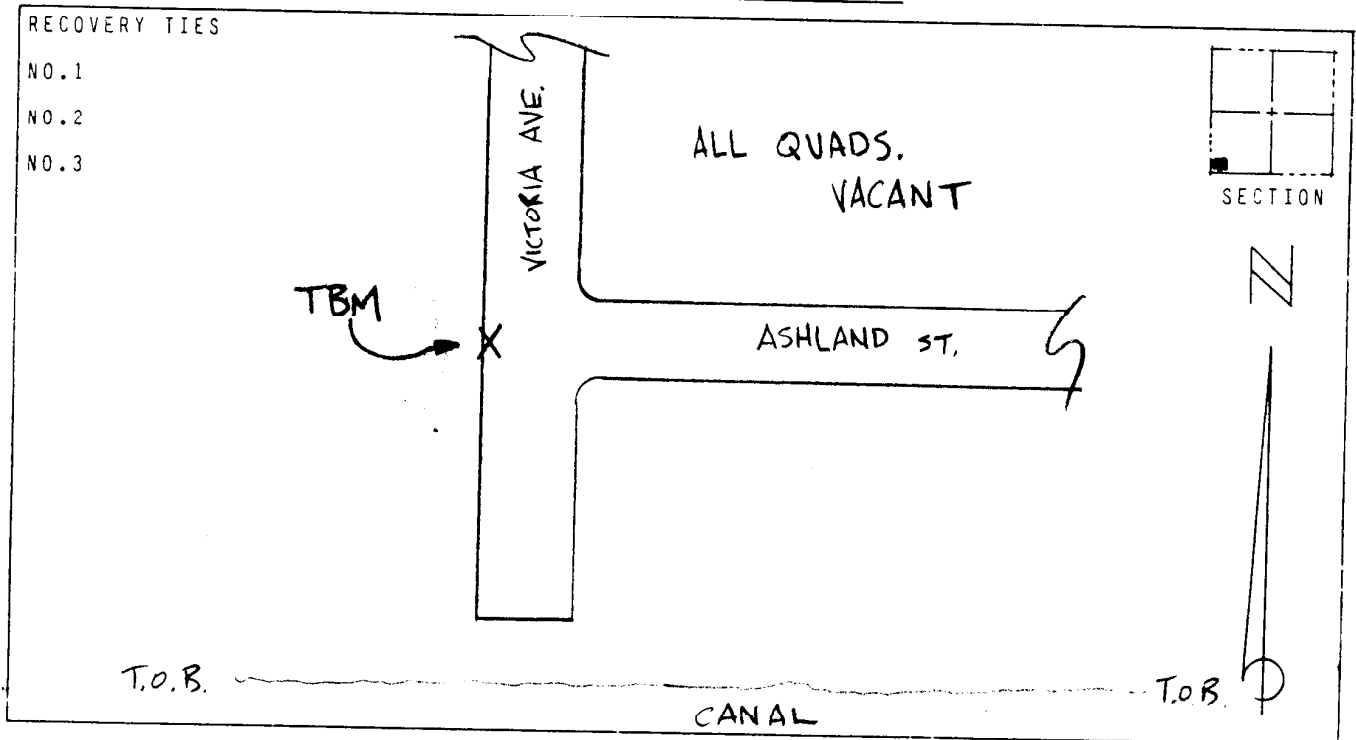 RECOVERY TIES
NO.1
NO.2
NO.3
VICTORIA AVE.
ALL QUADS.
VACANT
SECTION
N
TBM
X
ASHLAND ST.
T.O.B.
T.O.B.
CANAL